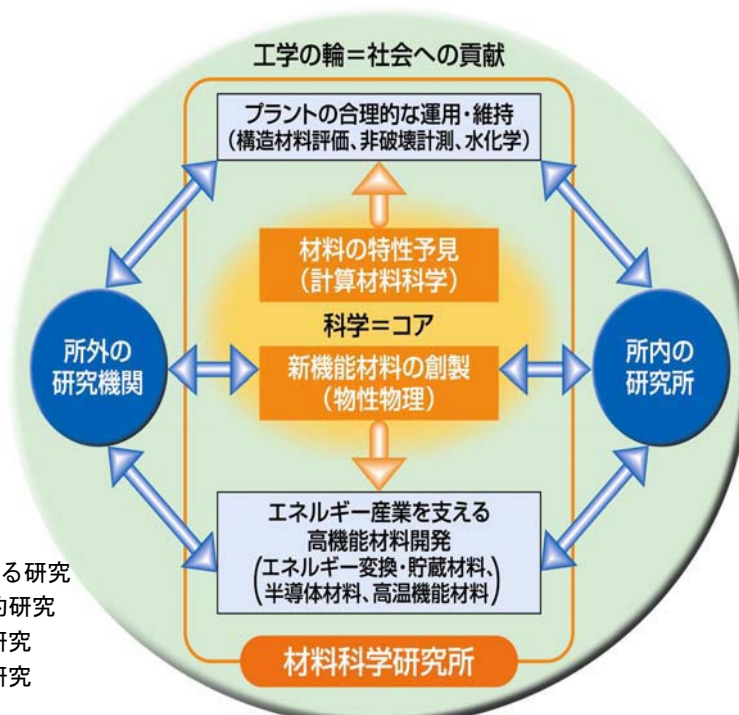 工学の輪=社会への貢献
プラントの合理的な運用・維持
(構造材料評価、非破壊計測、水化学)
材料の特性予見
(計算材料科学)
科学=コア
所外の
研究機関
新機能材料の創製
(物性物理)
所内の
研究所
エネルギー産業を支える
高機能材料開発
(エネルギー変換・貯蔵材料、
半導体材料、高温機能材料)
材料科学研究所
る研究
的研究
研究
研究